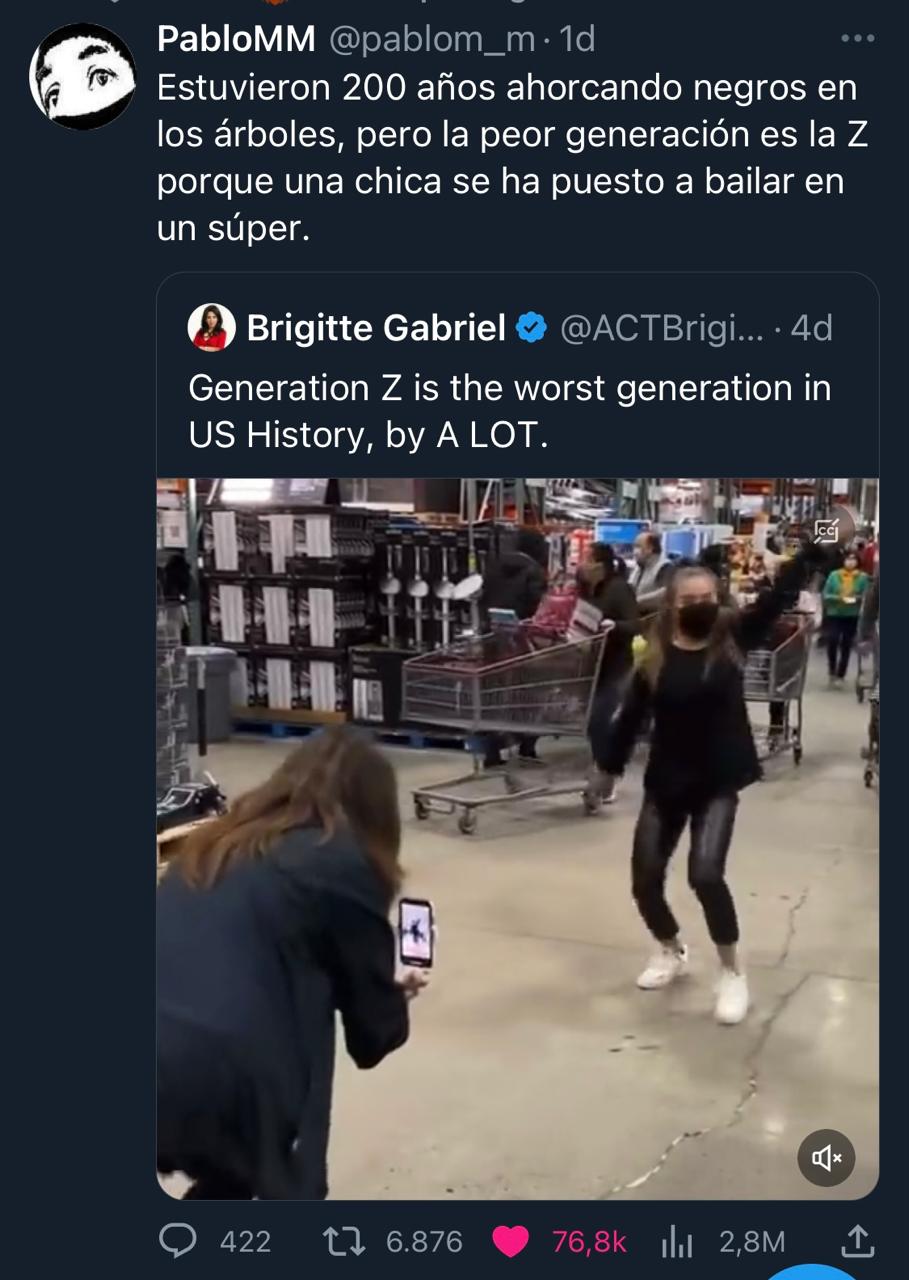 PabloMM @pablom_m · 1d
Estuvieron 200 años ahorcando negros en
los árboles, pero la peor generación es la Z
porque una chica se ha puesto a bailar en
un súper.
Brigitte Gabriel @ACTBrigi... · 4d
Generation Z is the worst generation in
US History, by A LOT.
CC
422 6.876 76,8k 2,8M